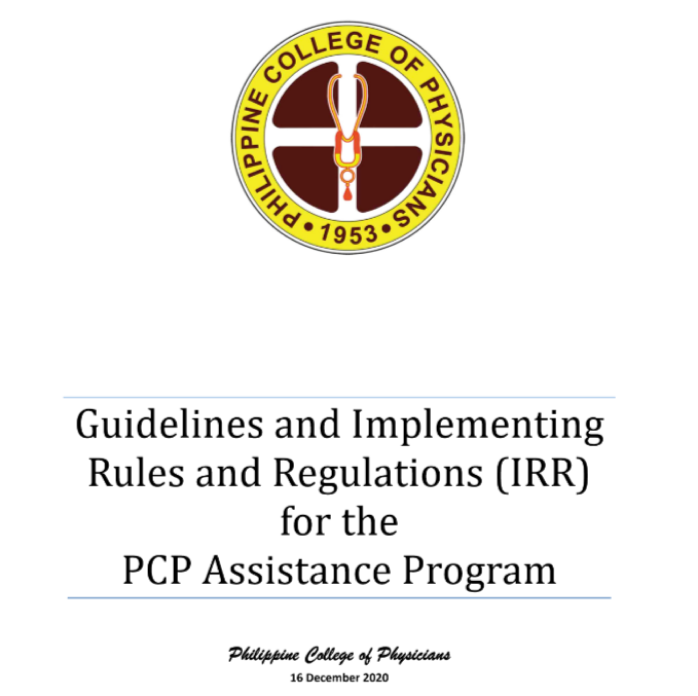 PHILIPPINE COLLEGE OF PHYSICIANS
• 1953 •
Guidelines and Implementing
Rules and Regulations (IRR)
for the
PCP Assistance Program
Philippine College of Physicians
16 December 2020